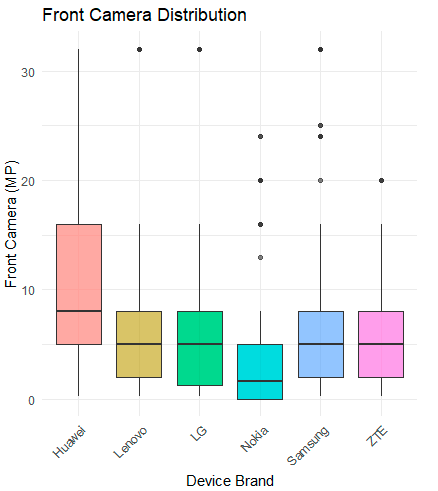 Front Camera Distribution
Front Camera (MP)
30
20
10
0
Huawei
Lenovo
LG
Nokia
Samsung
ZTE
Device Brand